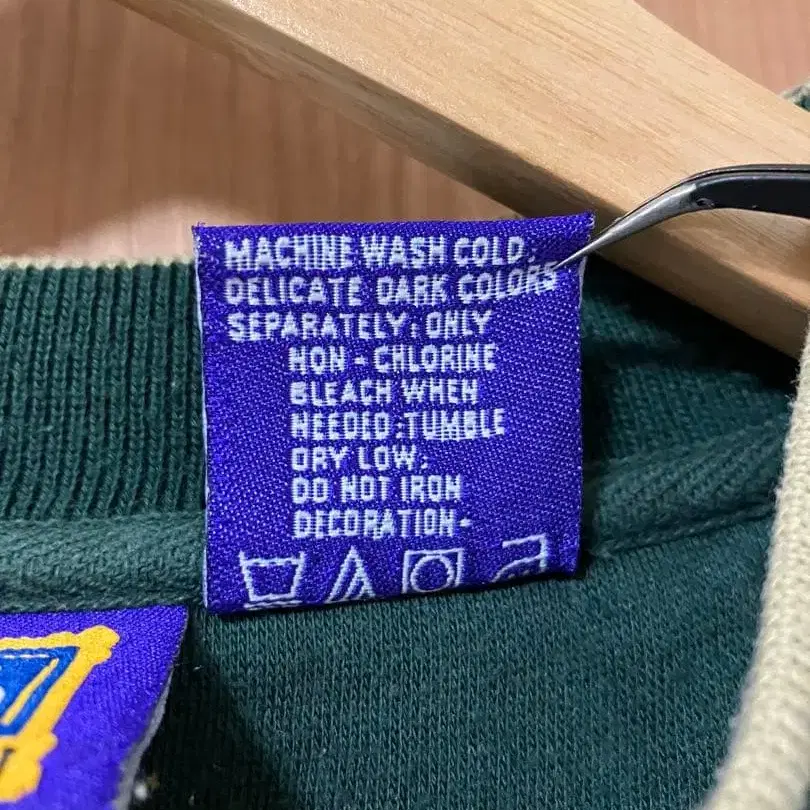 MACHINE WASH COLD:
DELICATE DARK COLORS
SEPARATELY: ONLY
NON - CHLORINE
BLEACH WHEN
NEEDED :TUMBLE
DRY LOW:
DO NOT IRON
DECORATION-